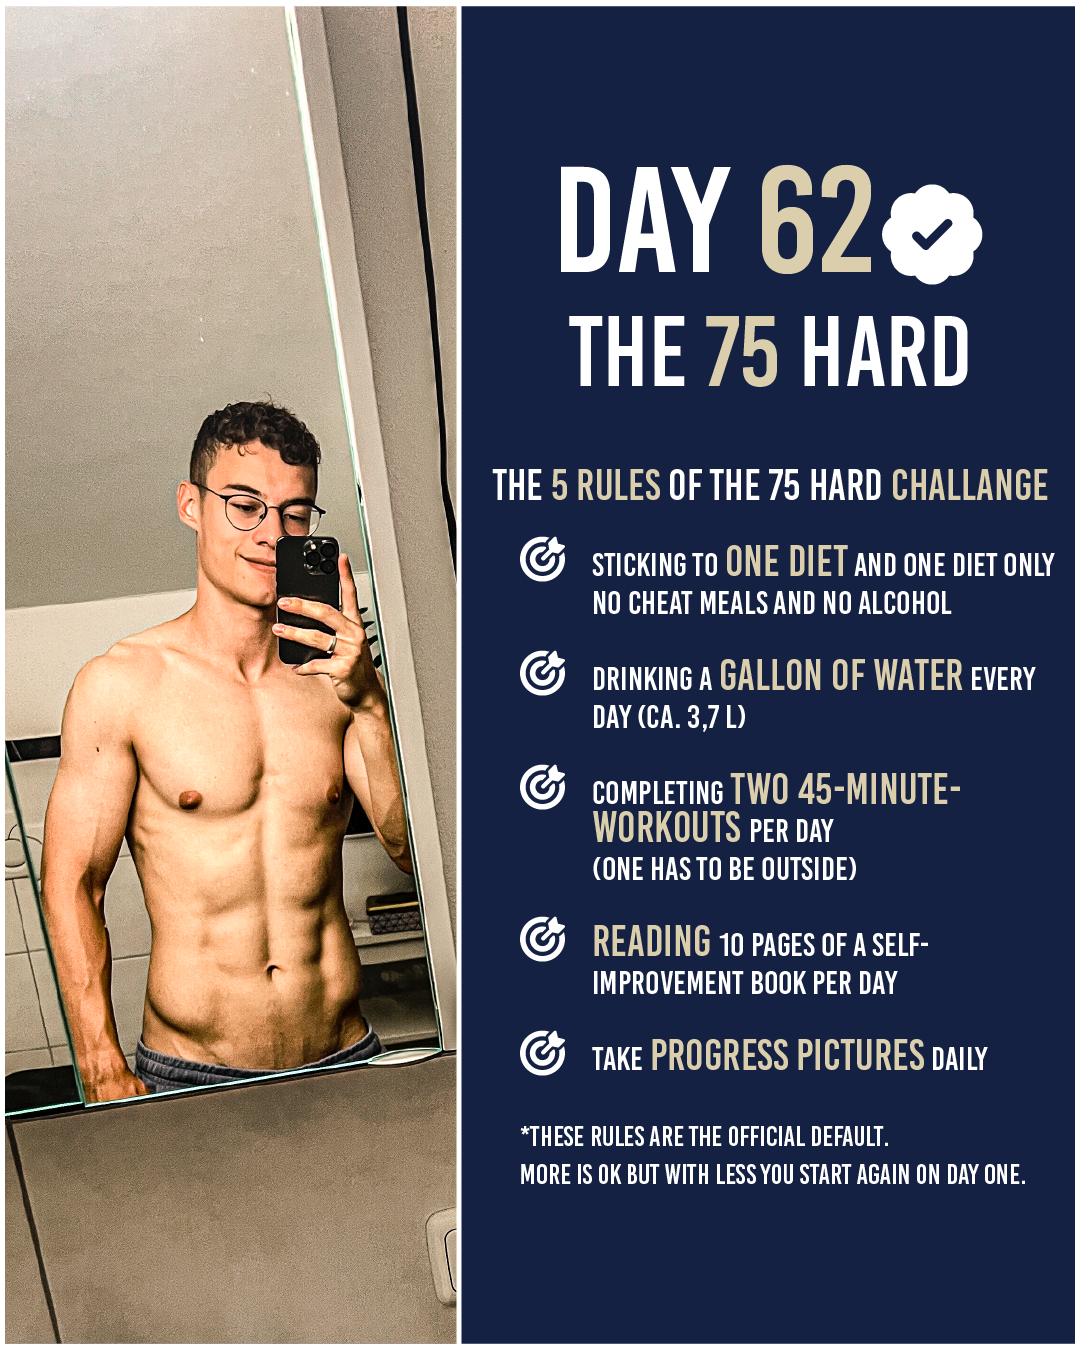 DAY 62
THE 75 HARD
THE 5 RULES OF THE 75 HARD CHALLANGE
STICKING TO ONE DIET AND ONE DIET ONLY
NO CHEAT MEALS AND NO ALCOHOL
DRINKING A GALLON OF WATER EVERY
DAY (CA. 3,7 L)
COMPLETING TWO 45-MINUTE-
WORKOUTS PER DAY
(ONE HAS TO BE OUTSIDE)
READING 10 PAGES OF A SELF-
IMPROVEMENT BOOK PER DAY
TAKE PROGRESS PICTURES DAILY
*THESE RULES ARE THE OFFICIAL DEFAULT.
MORE IS OK BUT WITH LESS YOU START AGAIN ON DAY ONE.